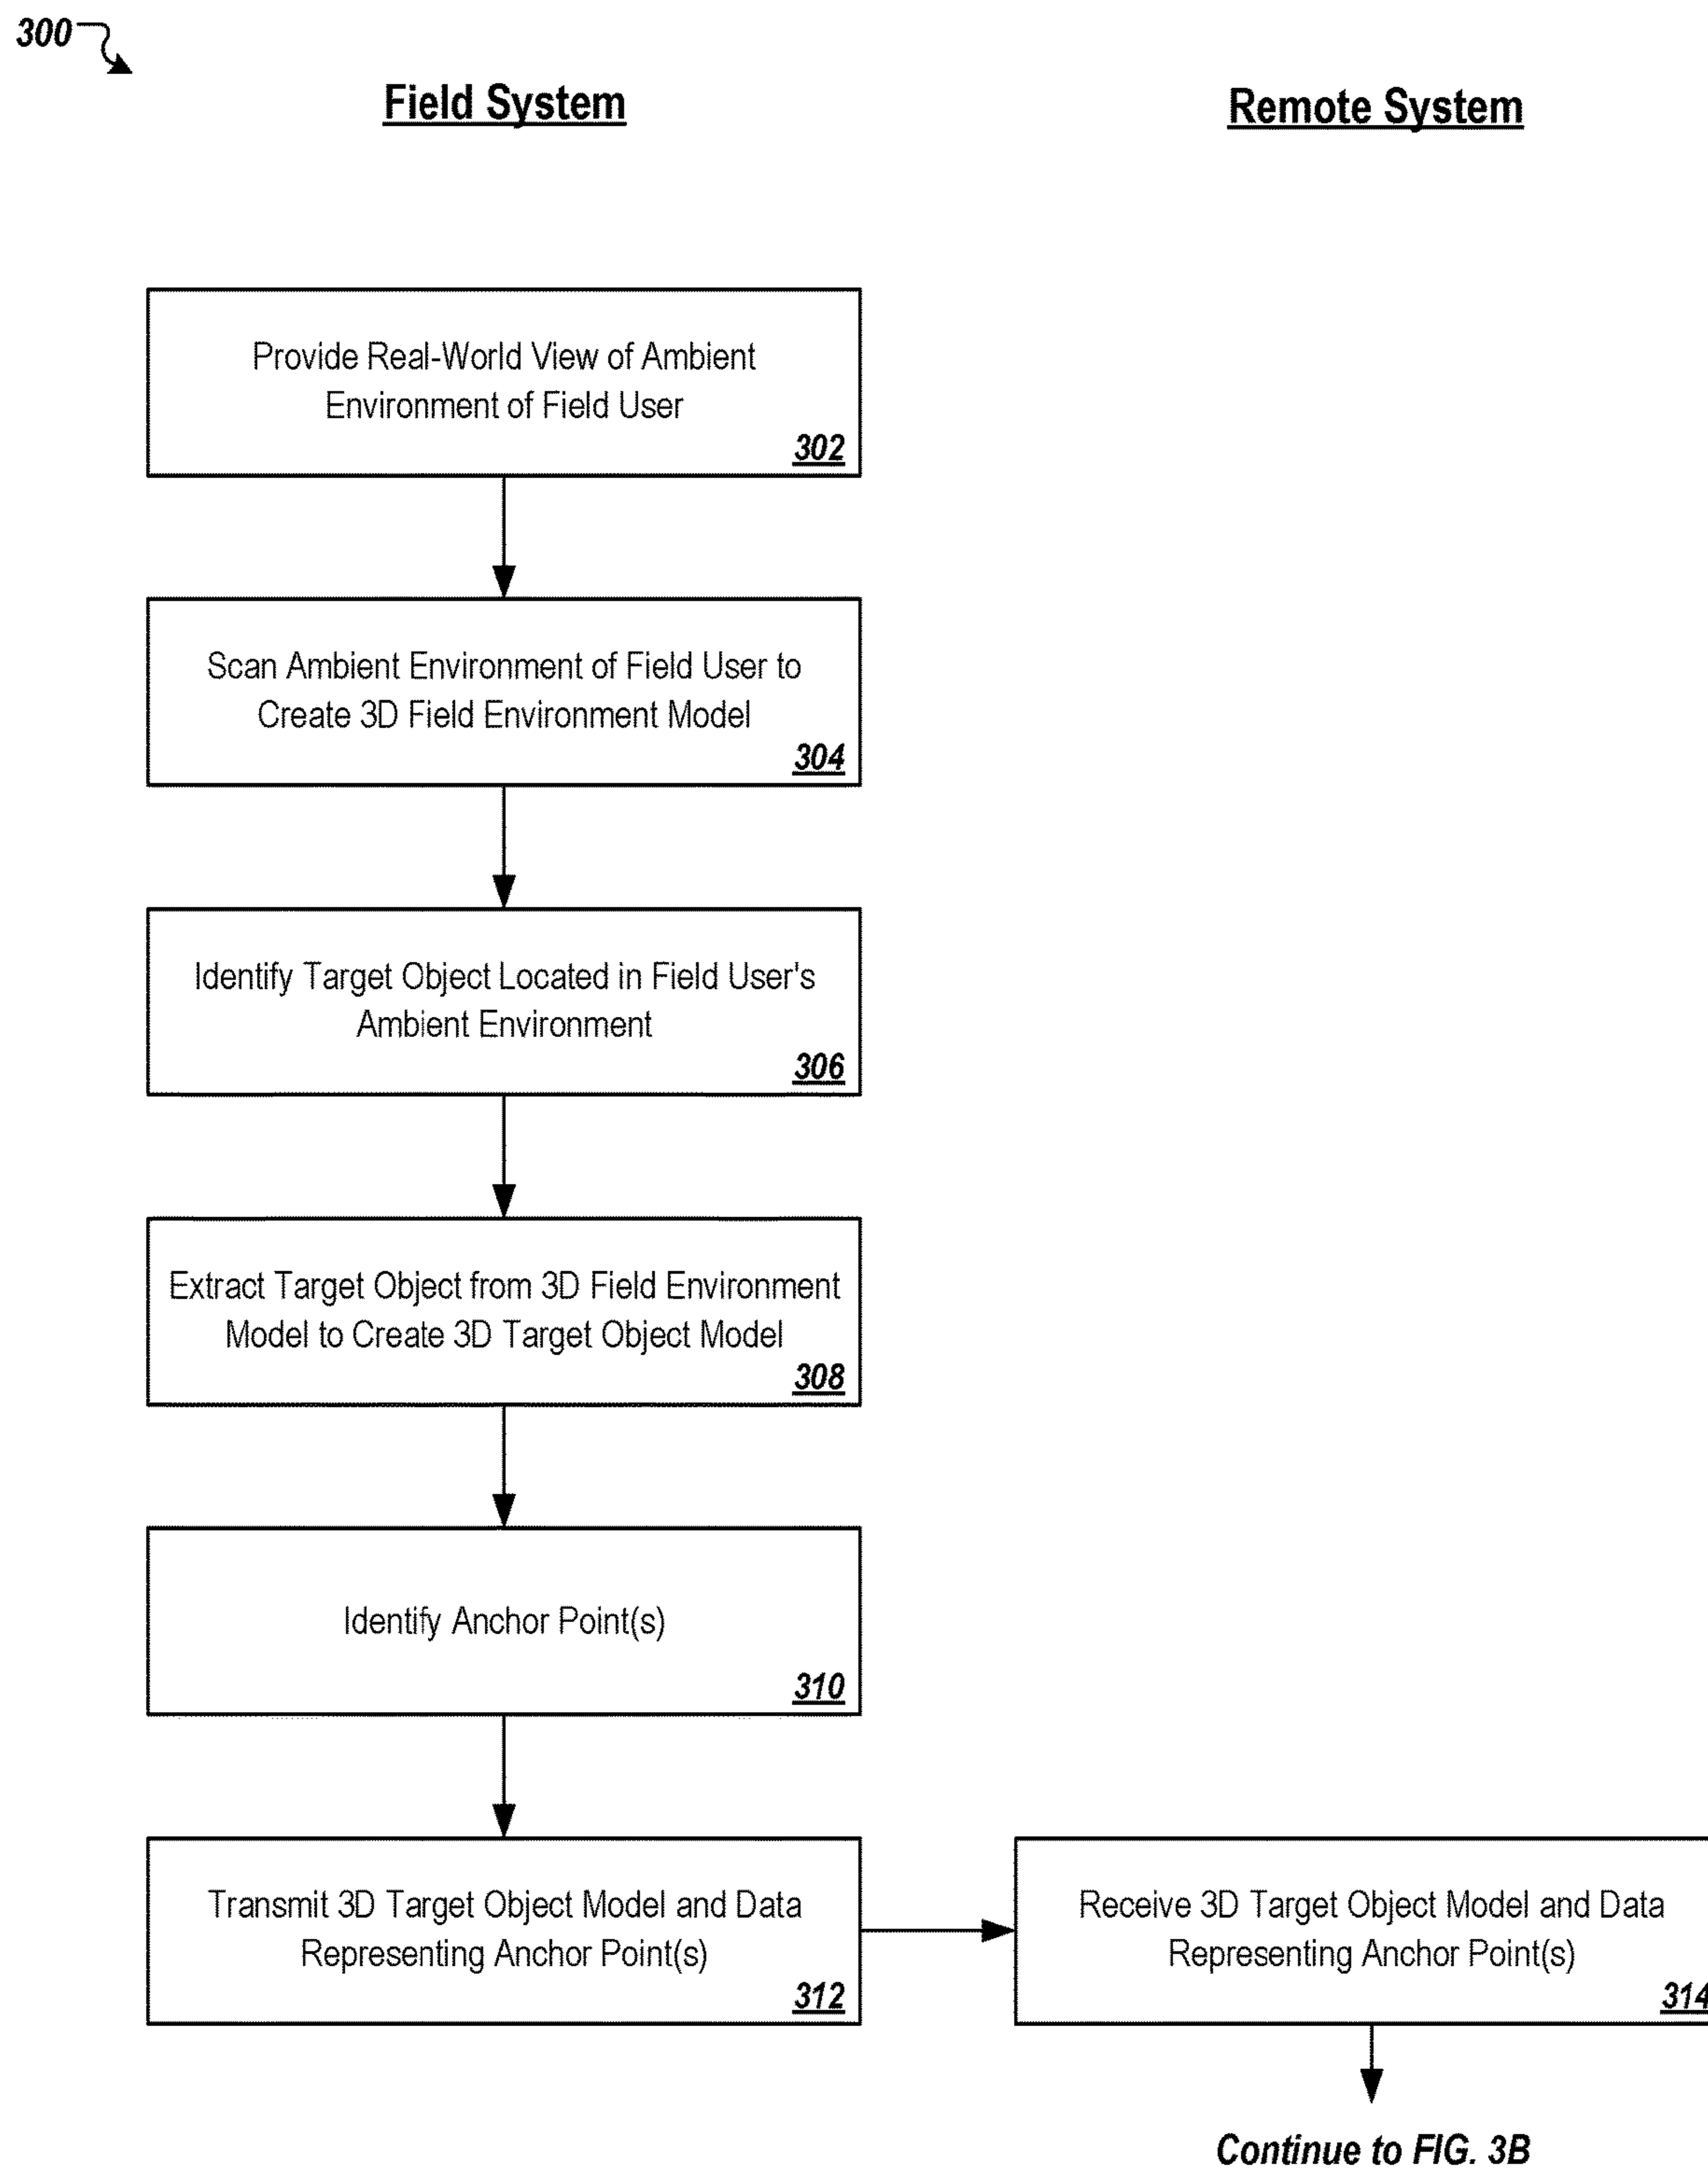 300
Field System
Remote System
Provide Real-World View of Ambient
Environment of Field User
302
Scan Ambient Environment of Field User to
Create 3D Field Environment Model
304
Identify Target Object Located in Field User's
Ambient Environment
306
Extract Target Object from 3D Field Environment
Model to Create 3D Target Object Model
308
Identify Anchor Point(s)
310
Transmit 3D Target Object Model and Data
Representing Anchor Point(s)
312
Receive 3D Target Object Model and Data
Representing Anchor Point(s)
314
Continue to FIG. 3B